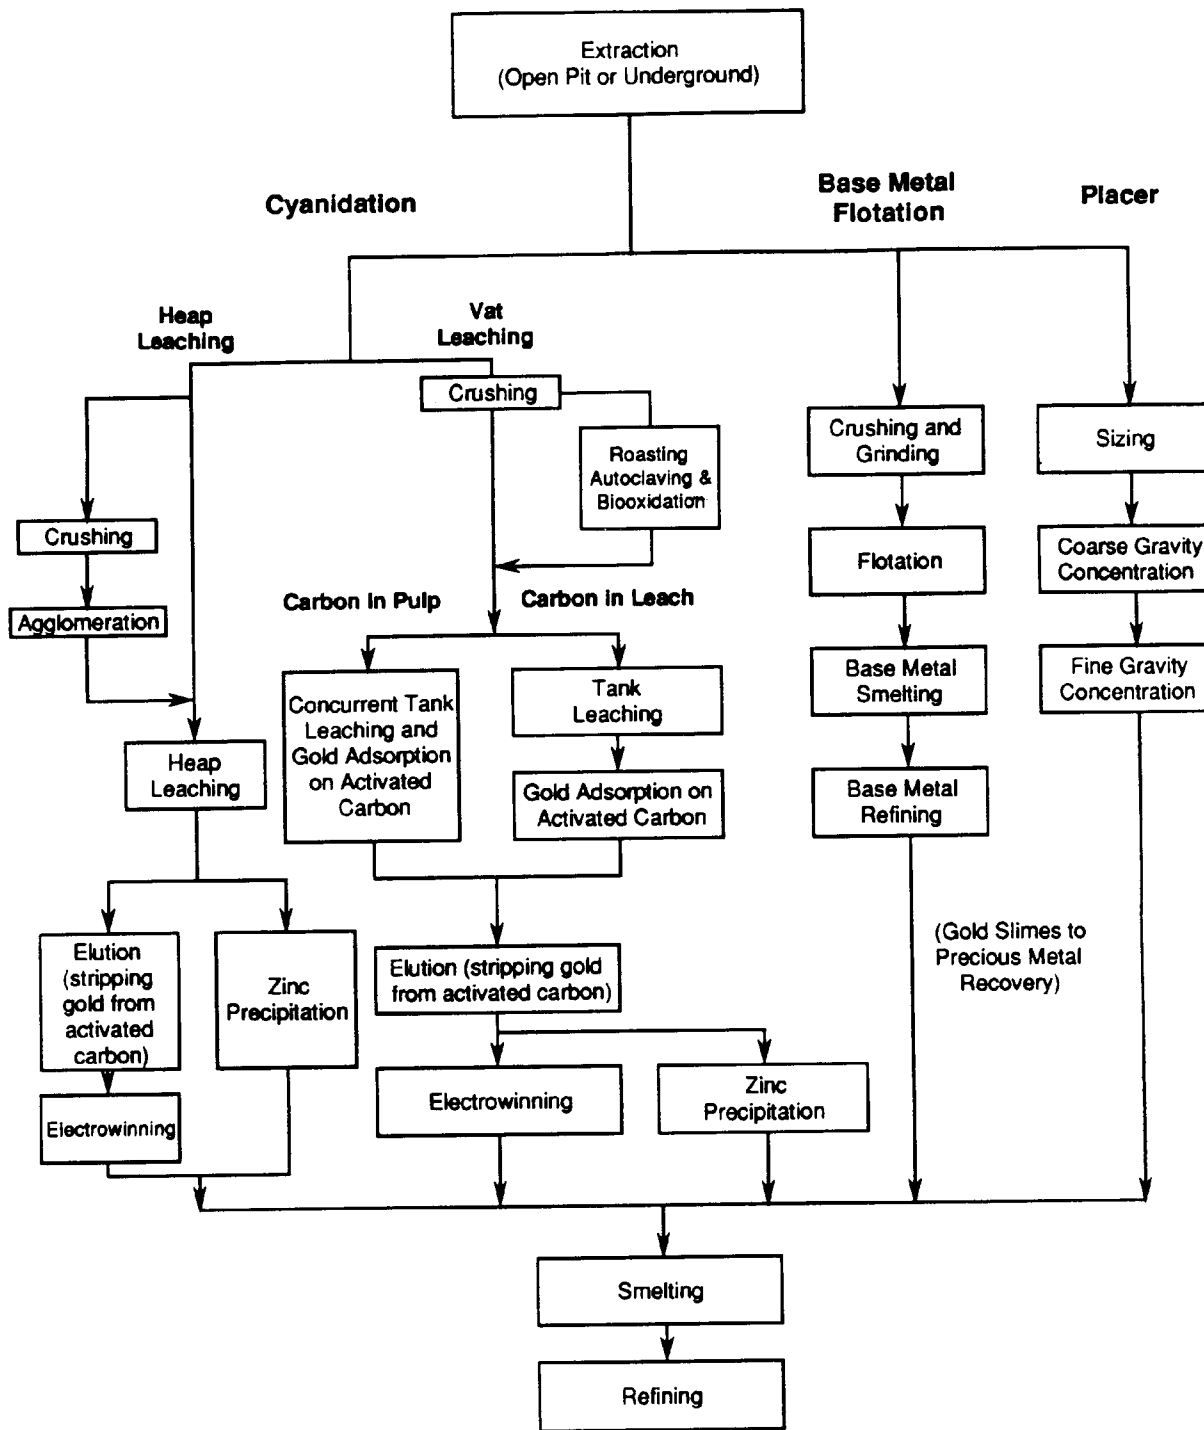 Extraction
(Open Pit or Underground)
Cyanidation
Base Metal
Flotation
Placer
Heap
Leaching
Vat
Leaching
Crushing
Roasting
Autoclaving &
Biooxidation
Crushing and
Grinding
Sizing
Crushing
Agglomeration
Flotation
Coarse Gravity
Concentration
Carbon in Pulp
Carbon in Leach
Concurrent Tank
Leaching and
Gold Adsorption
on Activated
Carbon
Tank
Leaching
Base Metal
Smelting
Fine Gravity
Concentration
Heap
Leaching
Gold Adsorption on
Activated Carbon
Base Metal
Refining
Elution
(stripping
gold from
activated
carbon)
Zinc
Precipitation
Elution (stripping gold
from activated carbon)
(Gold Slimes to
Precious Metal
Recovery)
Electrowinning
Electrowinning
Zinc
Precipitation
Smelting
Refining